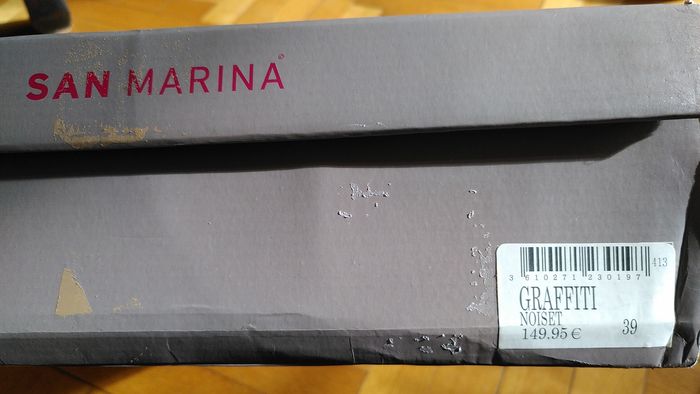 SAN MARINA©
413
3 610271 230197
GRAFFITI
NOISET
149.95 € 39